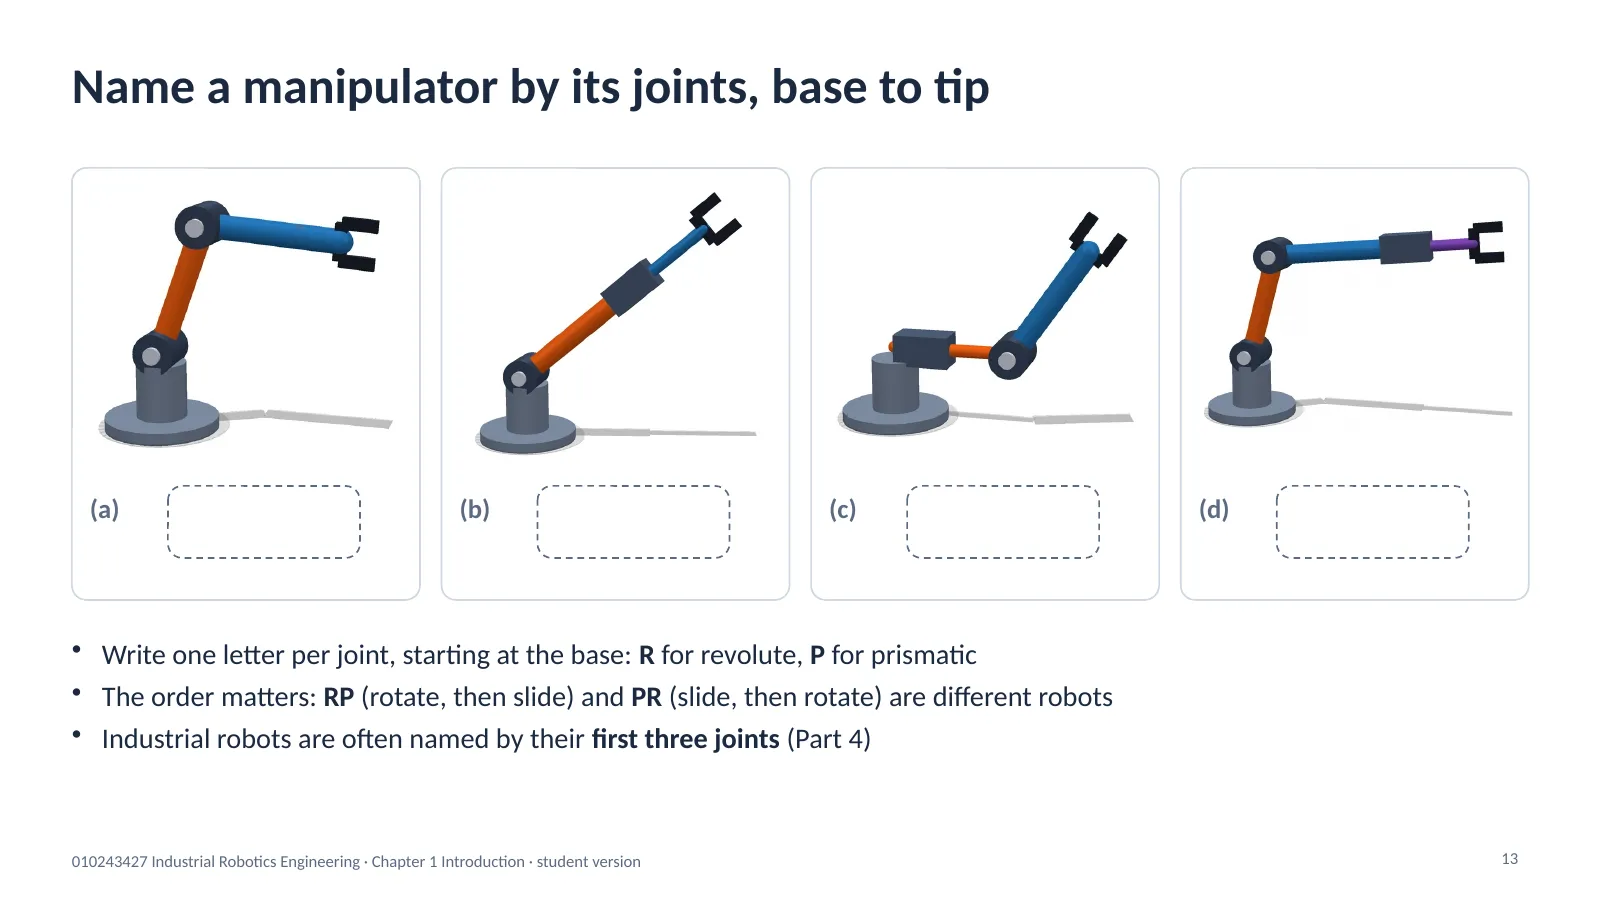 Name a manipulator by its joints, base to tip
(a)
(b)
(c)
(d)
• Write one letter per joint, starting at the base: R for revolute, P for prismatic
• The order matters: RP (rotate, then slide) and PR (slide, then rotate) are different robots
• Industrial robots are often named by their first three joints (Part 4)
010243427 Industrial Robotics Engineering · Chapter 1 Introduction · student version
13